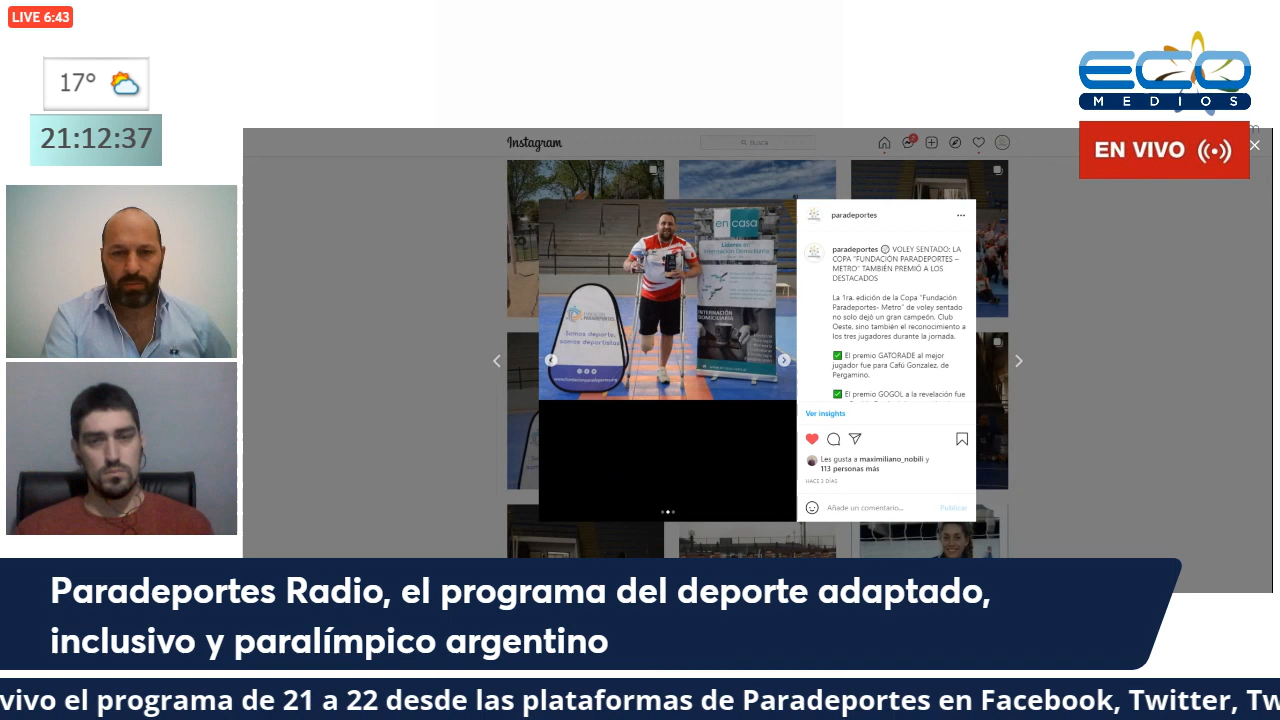 LIVE 6:43
17°
21:12:37
ECO
MEDIOS
EN VIVO
Instagram
Busca
paradeportes
paradeportes VOLEY SENTADO: LA
COPA "FUNDACIÓN PARADEPORTES –
METRO" TAMBIÉN PREMIÓ A LOS
DESTACADOS
La 1ra. edición de la Copa "Fundación
Paradeportes- Metro" de voley sentado
no solo dejó un gran campeón, Club
Oeste, sino también el reconocimiento a
los tres jugadores durante la jornada.
✅ El premio GATORADE al mejor
jugador fue para Cafú Gonzalez, de
Pergamino.
✅ El premio GOGOL a la revelación fue
Ver insights
Les gusta a maximiliano_nobili y
113 personas más
HACE 3 DÍAS
Añade un comentario...
Publicar
en casa
Líderes en
Internación Domiciliaria
INTERNACIÓN
DOMICILIARIA
FUNDACIÓN
PARADEPORTES
Somos deporte,
somos deportistas
Paradeportes Radio, el programa del deporte adaptado,
inclusivo y paralímpico argentino
vivo el programa de 21 a 22 desde las plataformas de Paradeportes en Facebook, Twitter, Tw